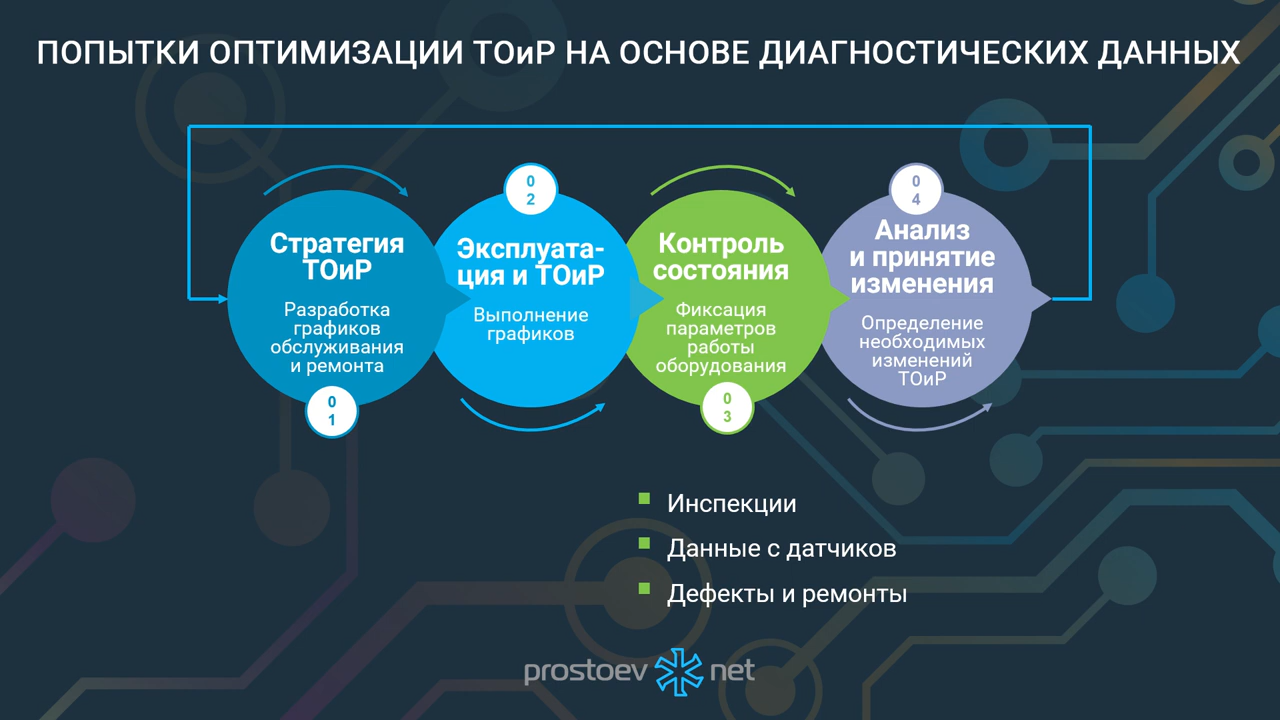 ПОПЫТКИ ОПТИМИЗАЦИИ ТОиР НА ОСНОВЕ ДИАГНОСТИЧЕСКИХ ДАННЫХ
Стратегия
ТОиР
Разработка
графиков
обслуживания
и ремонта
0
1
0
2
Эксплуата-
ция и ТОиР
Выполнение
графиков
Контроль
состояния
Фиксация
параметров
работы
оборудования
0
3
0
4
Анализ
и принятие
изменения
Определение
необходимых
изменений
ТОиР
Инспекции
Данные с датчиков
Дефекты и ремонты
prostoev net